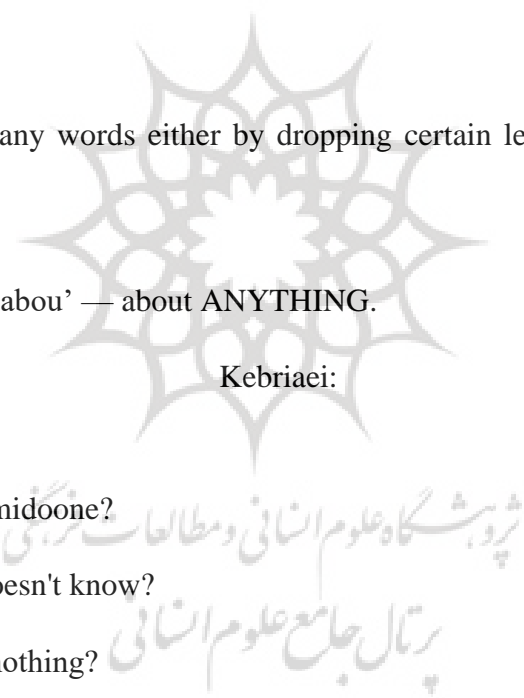 any words either by dropping certain le
abou’ — about ANYTHING.
Kebriaei:
midoone?
پژوهشگاه علوم انسانی و مطالعات فرهنگی
oesn't know?
پرتال جامع علوم انسانی
nothing?